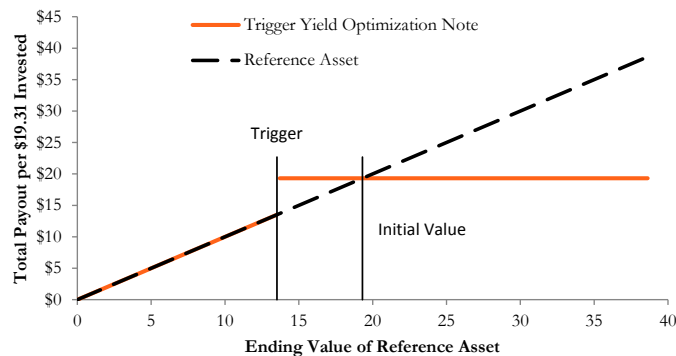 $45
$40
$35
$30
$25
$20
$15
$10
$5
$0
Total Payout per $19.31 Invested
Trigger Yield Optimization Note
Reference Asset
Trigger
Initial Value
0 5 10 15 20 25 30 35 40
Ending Value of Reference Asset